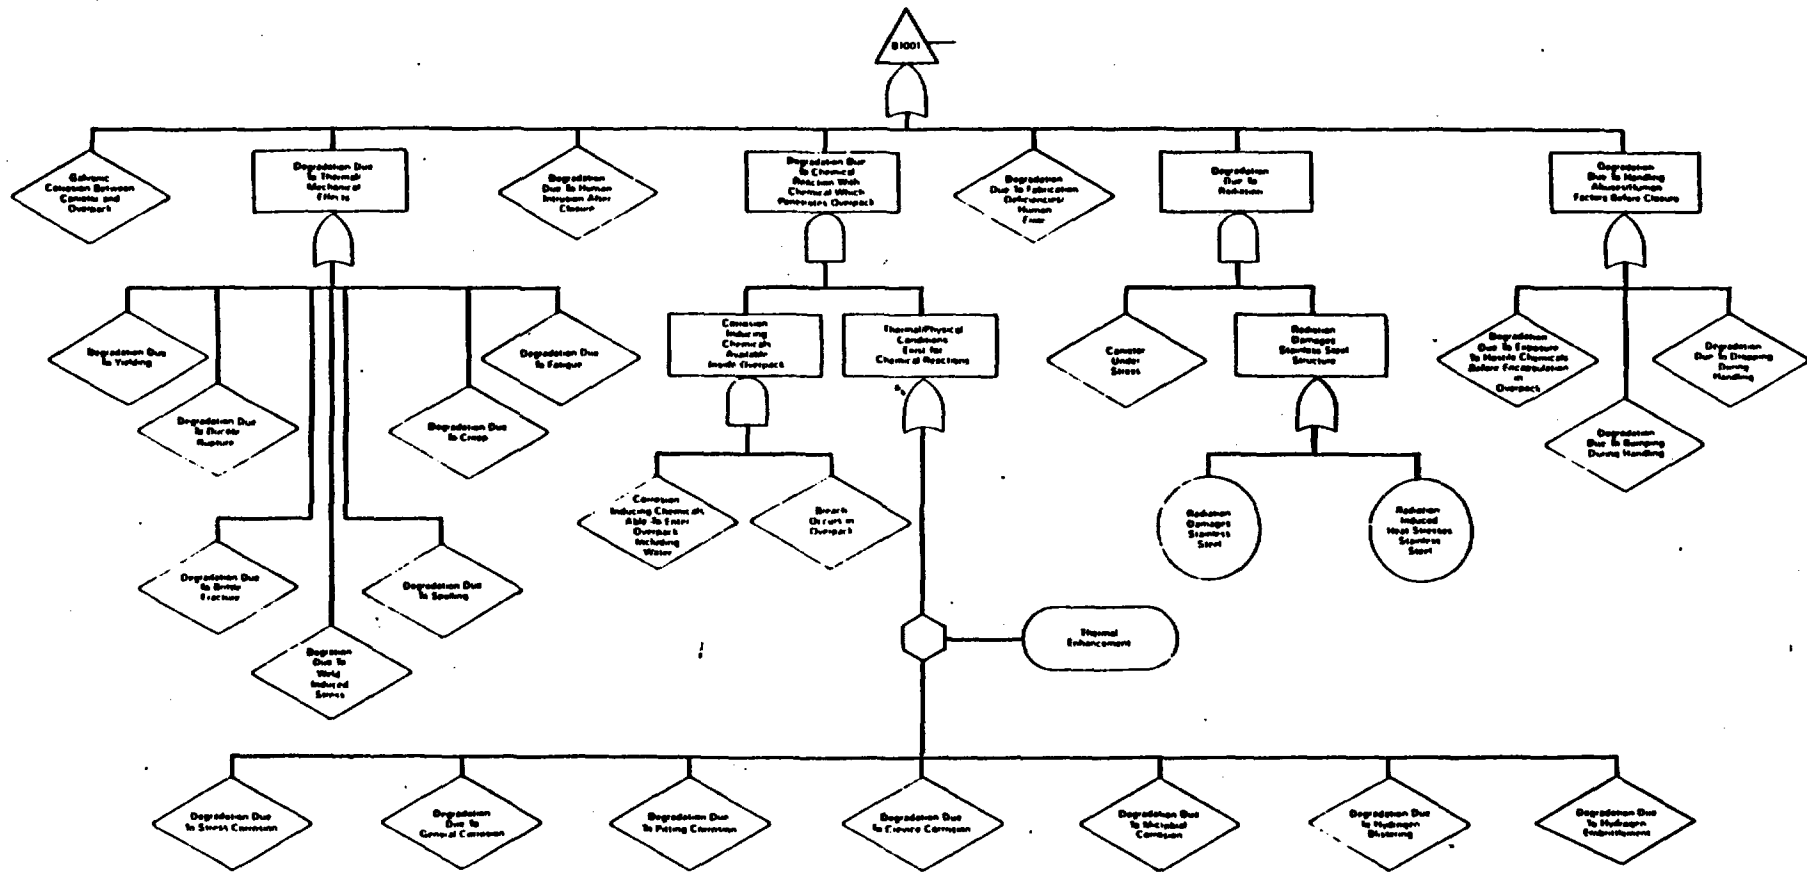 B1001
Galvanic
Corrosion Between
Canister and
Overpack
Degradation Due
To Thermal/
Mechanical
Effects
Degradation
Due To Human
Intrusion After
Closure
Degradation Due
To Chemical
Reaction With
Chemical Which
Penetrates Overpack
Degradation
Due To Fabrication
Deficiencies/
Human
Error
Degradation
Due To
Radiation
Degradation
Due To Handling
Abuses/Human
Factors Before Closure
Degradation Due
To Yielding
Degradation Due
To Ductile
Rupture
Degradation Due
To Creep
Degradation Due
To Fatigue
Corrosion
Inducing
Chemicals
Available
Inside Overpack
Thermal/Physical
Conditions
Exist for
Chemical Reactions
Canister
Under
Stress
Radiation
Damages
Stainless Steel
Structure
Degradation
Due To Exposure
To Hostile Chemicals
Before Encapsulation
in
Overpack
Degradation
Due To Dropping
During
Handling
Degradation
Due To Bumping
During Handling
Corrosion
Inducing Chemicals
Able To Enter
Overpack
Including
Water
Breach
Occurs in
Overpack
Radiation
Damages
Stainless
Steel
Radiation
Induced
Heat Stresses
Stainless
Steel
Degradation Due
To Brittle
Fracture
Degradation Due
To Spalling
Degration
Due To
Weld
Induced
Stress
Thermal
Enhancement
Degradation Due
To Stress Corrosion
Degradation
Due To
General Corrosion
Degradation Due
To Pitting Corrosion
Degradation Due
To Crevice Corrosion
Degradation Due
To Microbial
Corrosion
Degradation Due
To Hydrogen
Blistering
Degradation Due
To Hydrogen
Embrittlement